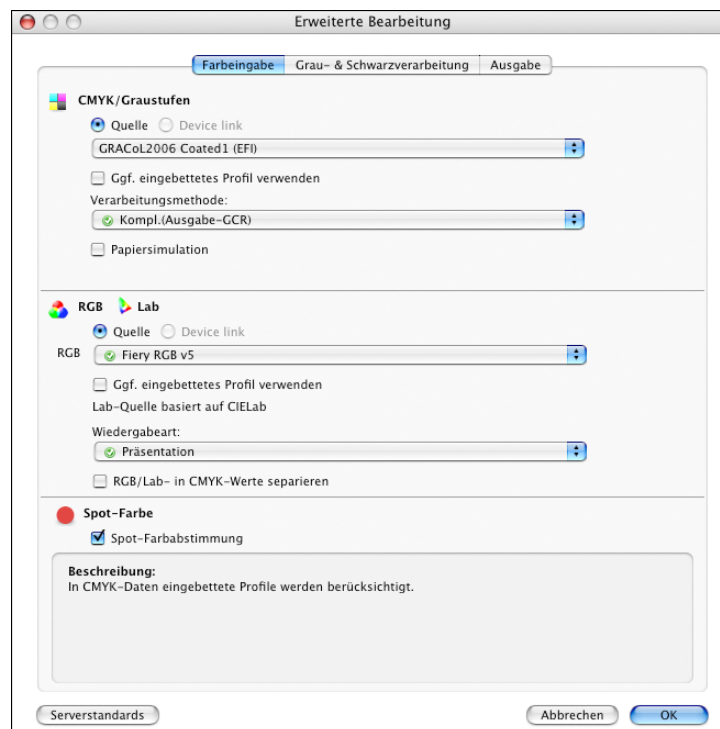 Erweiterte Bearbeitung
Farbeingabe Grau- & Schwarzverarbeitung Ausgabe
CMYK/Graustufen
Quelle Device link
GRACoL2006 Coated1 (EFI)
Ggf. eingebettetes Profil verwenden
Verarbeitungsmethode:
Kompl.(Ausgabe-GCR)
Papiersimulation
RGB Lab
Quelle Device link
RGB Fiery RGB v5
Ggf. eingebettetes Profil verwenden
Lab-Quelle basiert auf CIELab
Wiedergabeart:
Präsentation
RGB/Lab- in CMYK-Werte separieren
Spot-Farbe
Spot-Farbabstimmung
Beschreibung:
In CMYK-Daten eingebettete Profile werden berücksichtigt.
Serverstandards Abbrechen OK